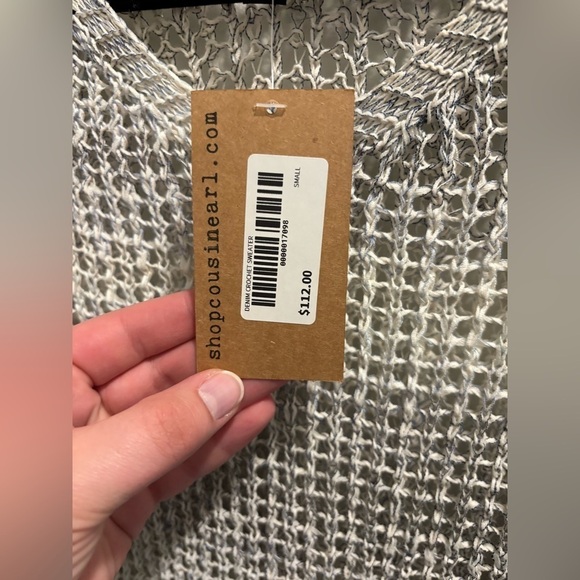 shopcousinearl.com
DENIM CROCHET SWEATER
0000017098
SMALL
$112.00